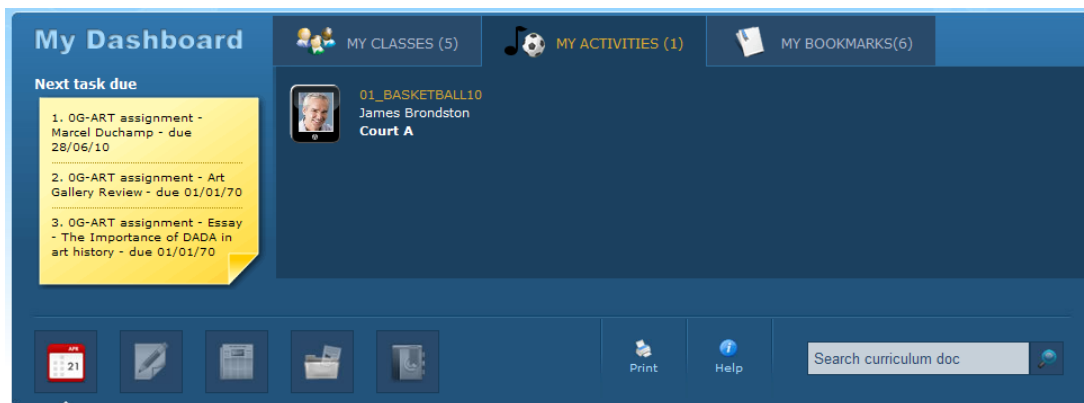 My Dashboard
MY CLASSES (5)
MY ACTIVITIES (1)
MY BOOKMARKS(6)
Next task due
1. 0G-ART assignment -
Marcel Duchamp - due
28/06/10
2. 0G-ART assignment - Art
Gallery Review - due 01/01/70
3. 0G-ART assignment - Essay
- The Importance of DADA in
art history - due 01/01/70
01_BASKETBALL10
James Brondston
Court A
APR
21
Print
Help
Search curriculum doc